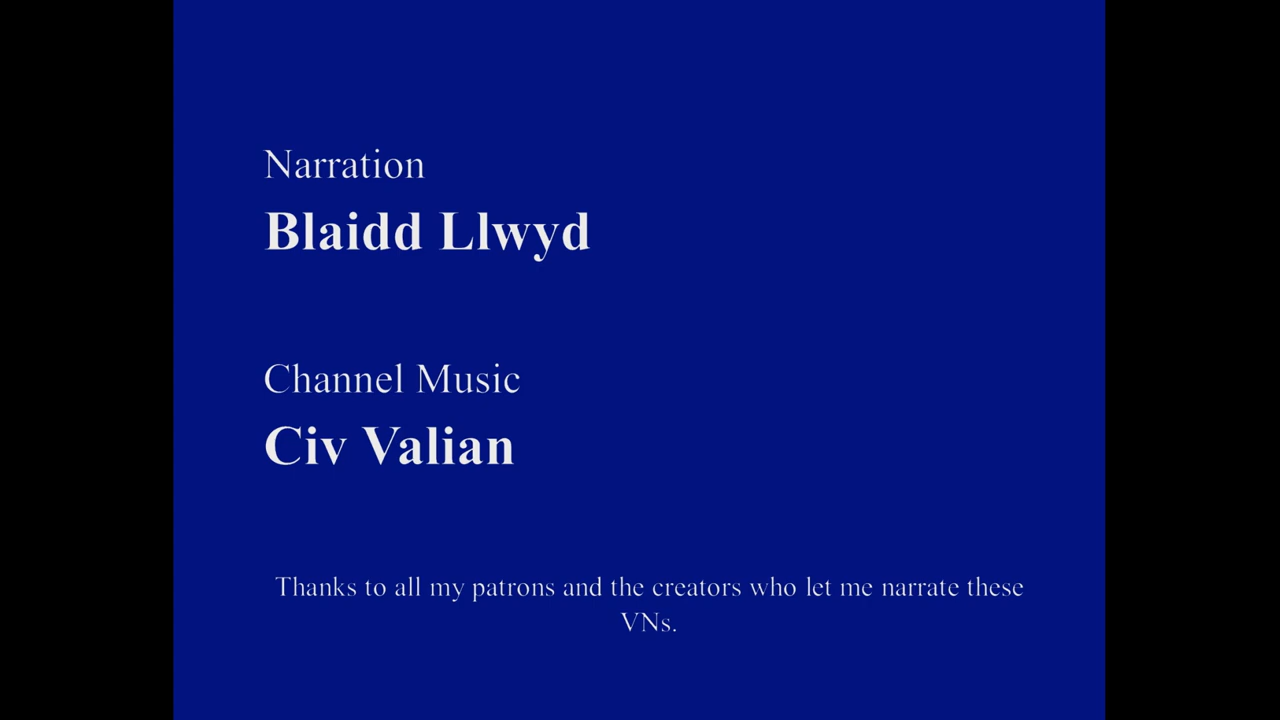 Narration
Blaidd Llwyd
Channel Music
Civ Valian
Thanks to all my patrons and the creators who let me narrate these
VNs.